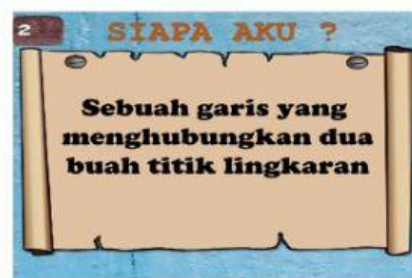 2
SIAPA AKU ?
Sebuah garis yang
menghubungkan dua
buah titik lingkaran